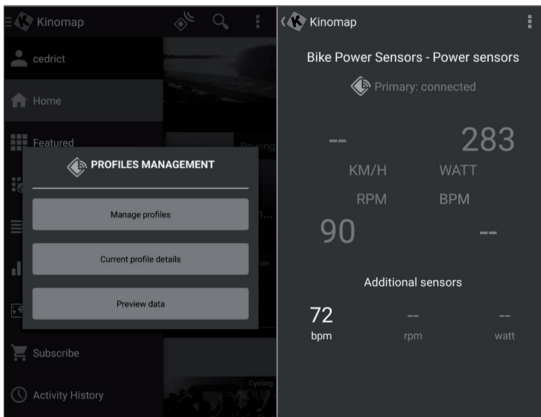 Kinomap
cedrict
Home
Featured
Rowing
PROFILES MANAGEMENT
Manage profiles
Current profile details
Preview data
Subscribe
Cycling
Activity History
Kinomap
Bike Power Sensors - Power sensors
Primary: connected
-- 283
KM/H WATT
RPM BPM
90 --
Additional sensors
72 -- --
bpm rpm watt